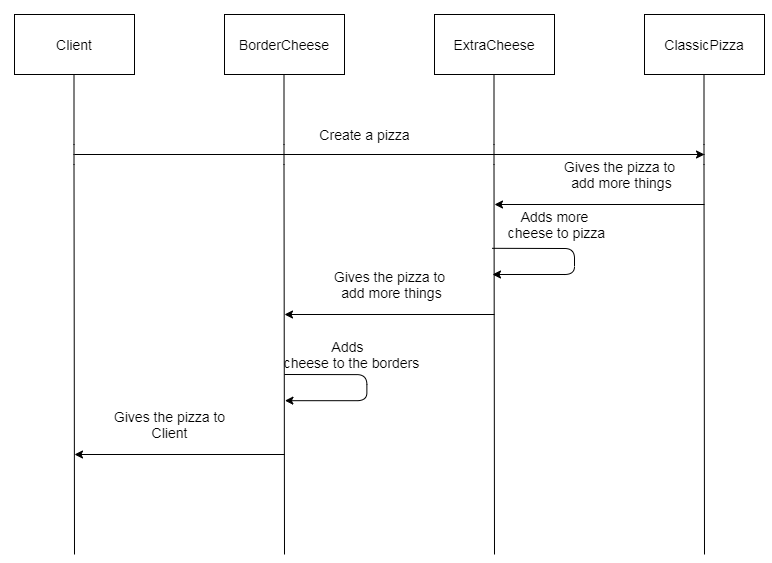 Client
BorderCheese
ExtraCheese
ClassicPizza
Create a pizza
Gives the pizza to
add more things
Adds more
cheese to pizza
Gives the pizza to
add more things
Adds
cheese to the borders
Gives the pizza to
Client